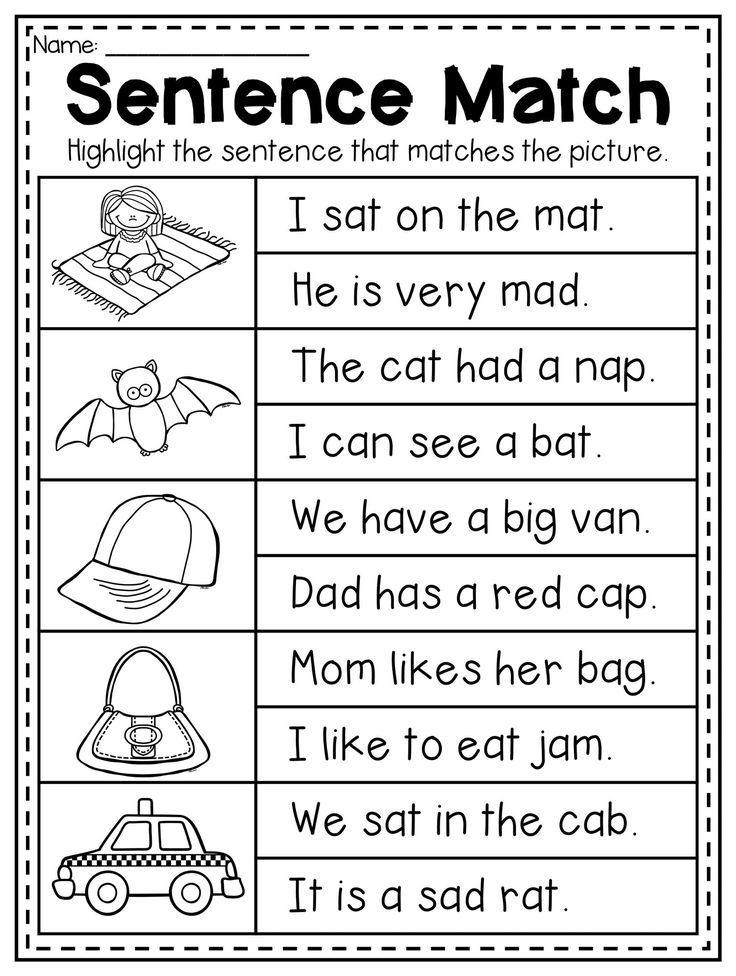 Name: ___________________
Sentence Match
Highlight the sentence that matches the picture.
I sat on the mat.
He is very mad.
The cat had a nap.
I can see a bat.
We have a big van.
Dad has a red cap.
Mom likes her bag.
I like to eat jam.
We sat in the cab.
It is a sad rat.